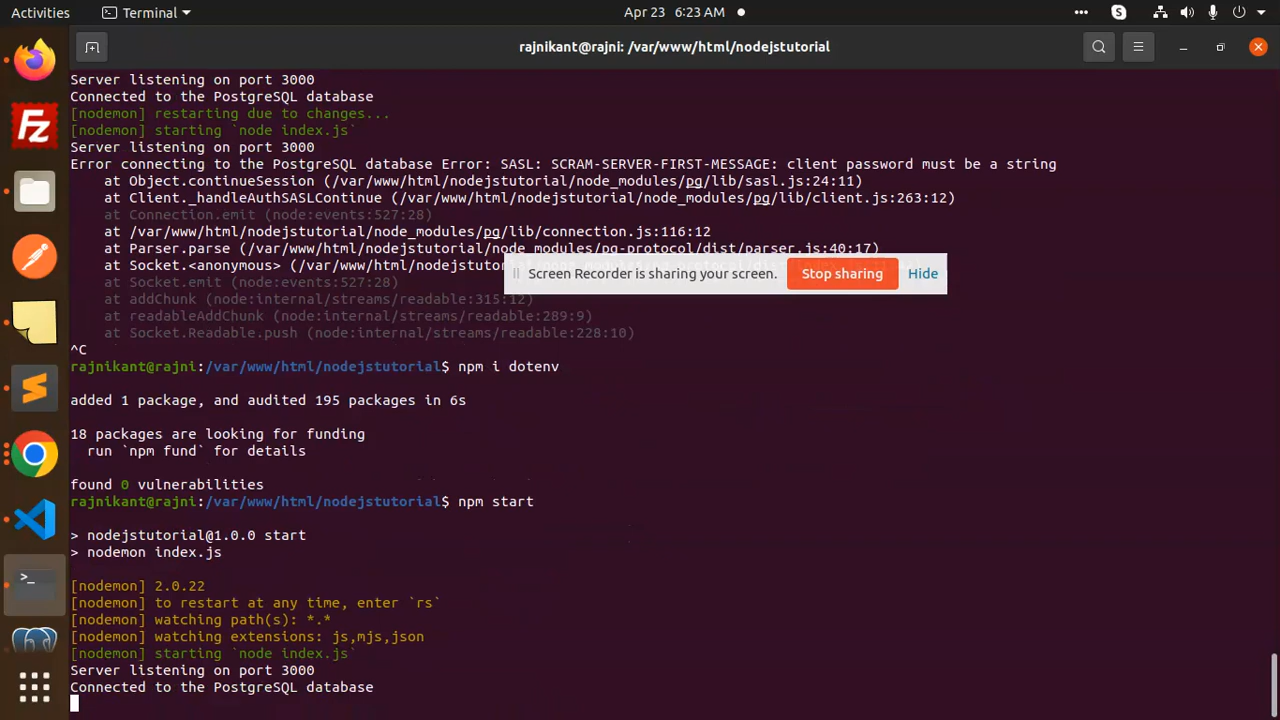 Activities
Terminal
Apr 23 6:23 AM
rajnikant@rajni: /var/www/html/nodejstutorial
Server listening on port 3000
Connected to the PostgreSQL database
[nodemon] restarting due to changes...
[nodemon] starting `node index.js`
Server listening on port 3000
Error connecting to the PostgreSQL database Error: SASL: SCRAM-SERVER-FIRST-MESSAGE: client password must be a string
at Object.continueSession (/var/www/html/nodejstutorial/node_modules/pg/lib/sasl.js:24:11)
at Client._handleAuthSASLContinue (/var/www/html/nodejstutorial/node_modules/pg/lib/client.js:263:12)
at Connection.emit (node:events:527:28)
at /var/www/html/nodejstutorial/node_modules/pg/lib/connection.js:116:12
at Parser.parse (/var/www/html/nodejstutorial/node_modules/pg-protocol/dist/parser.js:40:17)
at Socket.<anonymous> (/var/www/html/nodejstutor
Screen Recorder is sharing your screen.
Stop sharing
Hide
at Socket.emit (node:events:527:28)
at addChunk (node:internal/streams/readable:315:12)
at readableAddChunk (node:internal/streams/readable:289:9)
at Socket.Readable.push (node:internal/streams/readable:228:10)
^C
rajnikant@rajni:/var/www/html/nodejstutorial$ npm i dotenv
added 1 package, and audited 195 packages in 6s
18 packages are looking for funding
run `npm fund` for details
found 0 vulnerabilities
rajnikant@rajni:/var/www/html/nodejstutorial$ npm start
> nodejstutorial@1.0.0 start
> nodemon index.js
[nodemon] 2.0.22
[nodemon] to restart at any time, enter `rs`
[nodemon] watching path(s): *.*
[nodemon] watching extensions: js,mjs,json
[nodemon] starting `node index.js`
Server listening on port 3000
Connected to the PostgreSQL database